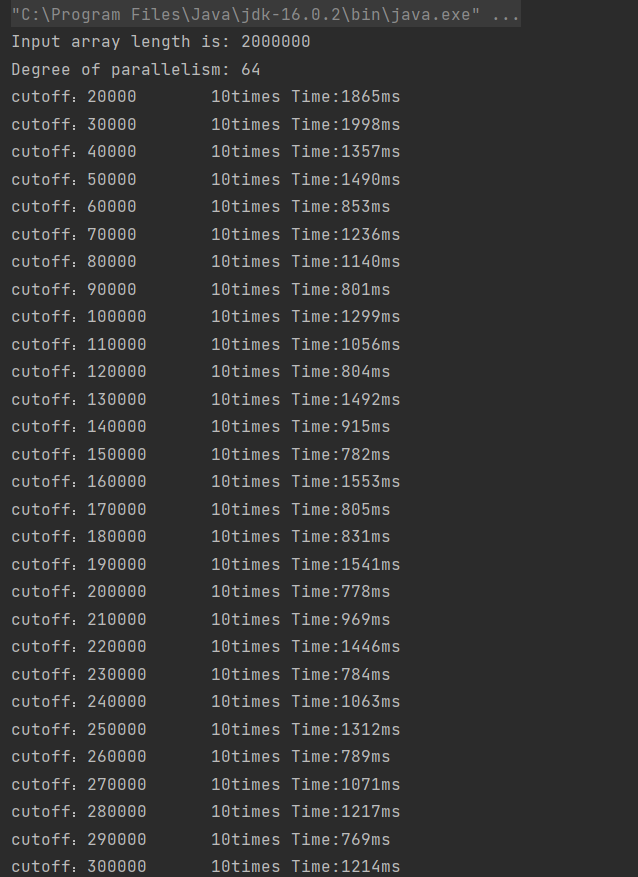 "C:\Program Files\Java\jdk-16.0.2\bin\java.exe" ...
Input array length is: 2000000
Degree of parallelism: 64
cutoff：20000 10times Time:1865ms
cutoff：30000 10times Time:1998ms
cutoff：40000 10times Time:1357ms
cutoff：50000 10times Time:1490ms
cutoff：60000 10times Time:853ms
cutoff：70000 10times Time:1236ms
cutoff：80000 10times Time:1140ms
cutoff：90000 10times Time:801ms
cutoff：100000 10times Time:1299ms
cutoff：110000 10times Time:1056ms
cutoff：120000 10times Time:804ms
cutoff：130000 10times Time:1492ms
cutoff：140000 10times Time:915ms
cutoff：150000 10times Time:782ms
cutoff：160000 10times Time:1553ms
cutoff：170000 10times Time:805ms
cutoff：180000 10times Time:831ms
cutoff：190000 10times Time:1541ms
cutoff：200000 10times Time:778ms
cutoff：210000 10times Time:969ms
cutoff：220000 10times Time:1446ms
cutoff：230000 10times Time:784ms
cutoff：240000 10times Time:1063ms
cutoff：250000 10times Time:1312ms
cutoff：260000 10times Time:789ms
cutoff：270000 10times Time:1071ms
cutoff：280000 10times Time:1217ms
cutoff：290000 10times Time:769ms
cutoff：300000 10times Time:1214ms